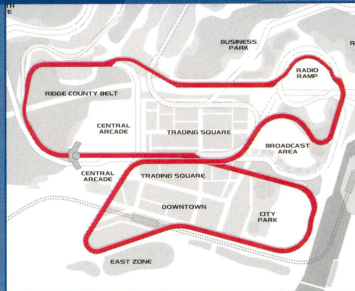 TH
E
BUSINESS
PARK
R
RADIO
RAMP
RIDGE COUNTY BELT
CENTRAL
ARCADE
TRADING SQUARE
BROADCAST
AREA
CENTRAL
ARCADE
TRADING SQUARE
DOWNTOWN
CITY
PARK
EAST ZONE